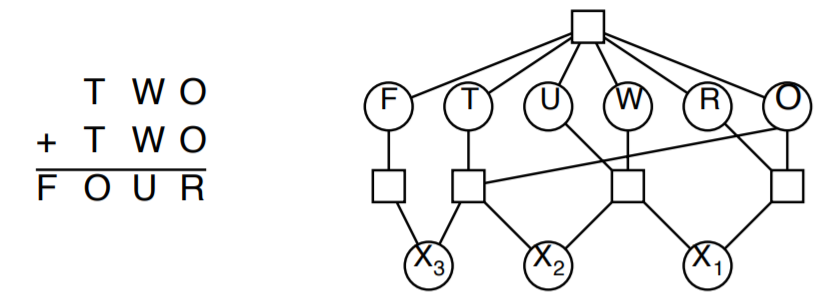 T W O
+ T W O
F O U R
F T U W R O
X3 X2 X1